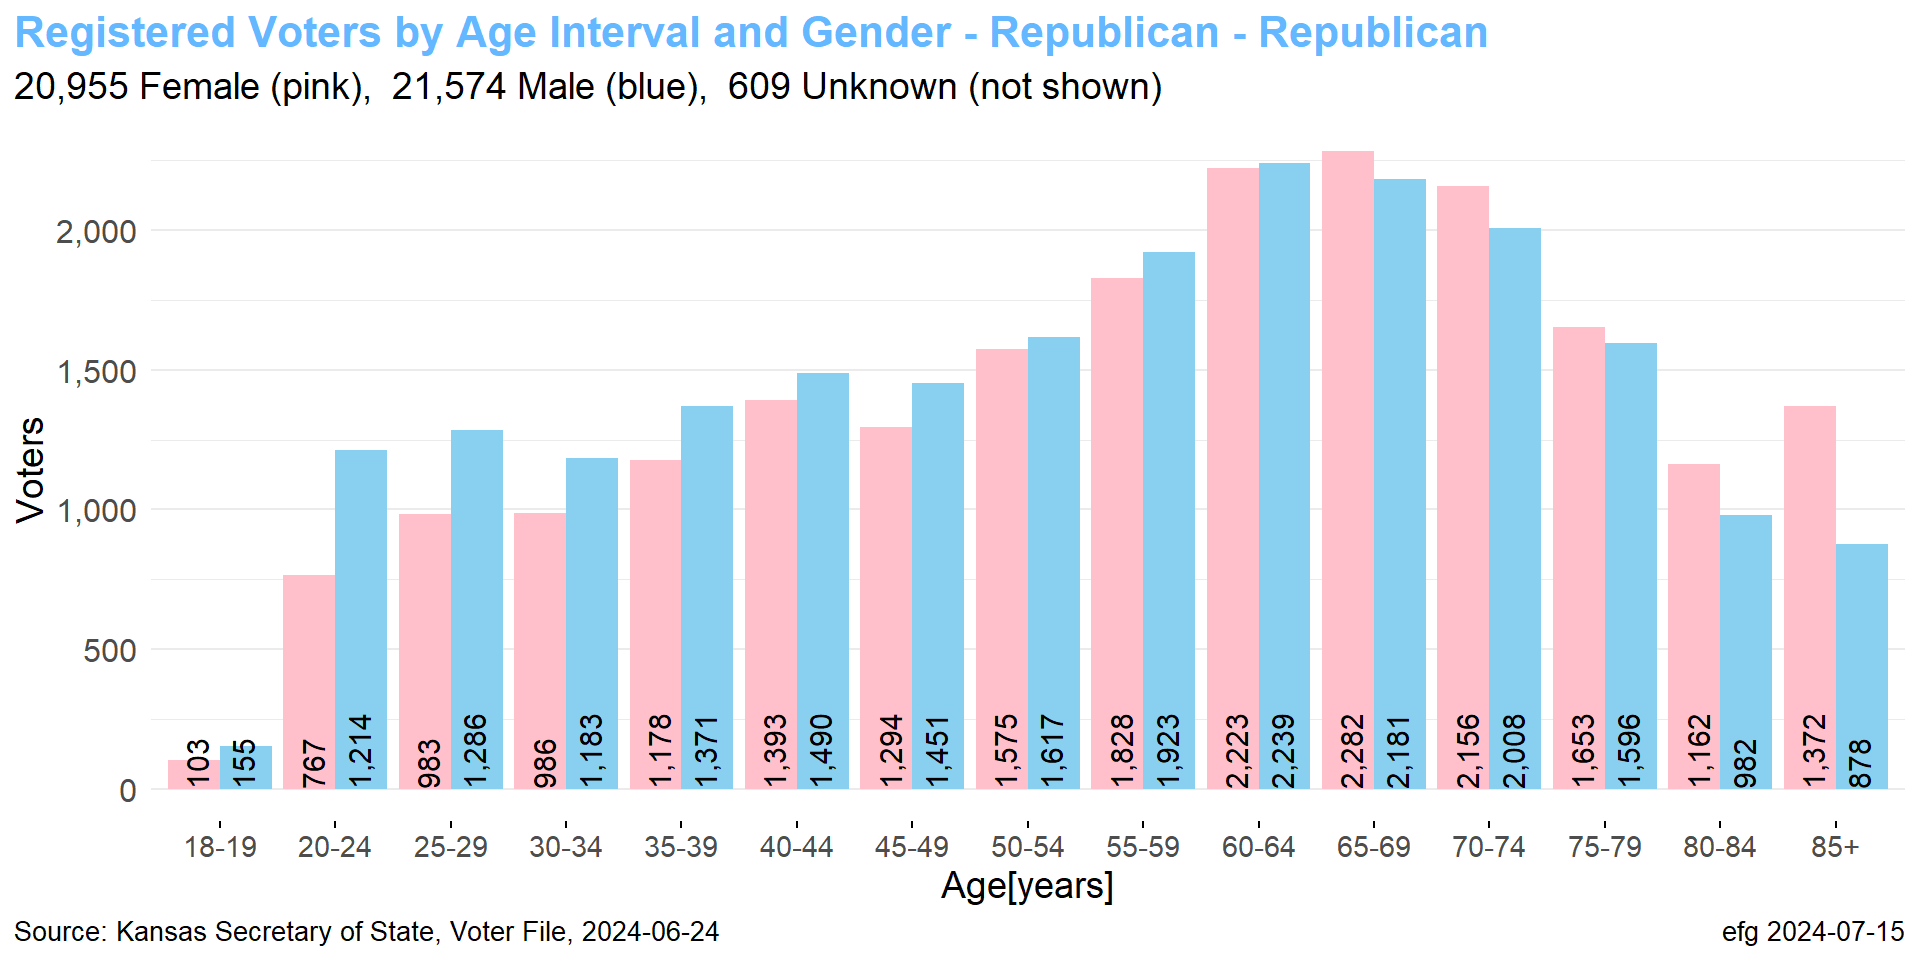 Registered Voters by Age Interval and Gender - Republican - Republican
20,955 Female (pink),  21,574 Male (blue),  609 Unknown (not shown)
Voters
2,000
1,500
1,000
500
0
103 155 767 1,214 983 1,286 986 1,183 1,178 1,371 1,393 1,490 1,294 1,451 1,575 1,617 1,828 1,923 2,223 2,239 2,282 2,181 2,156 2,008 1,653 1,596 1,162 982 1,372 878
18-19 20-24 25-29 30-34 35-39 40-44 45-49 50-54 55-59 60-64 65-69 70-74 75-79 80-84 85+
Age[years]
Source: Kansas Secretary of State, Voter File, 2024-06-24
efg 2024-07-15